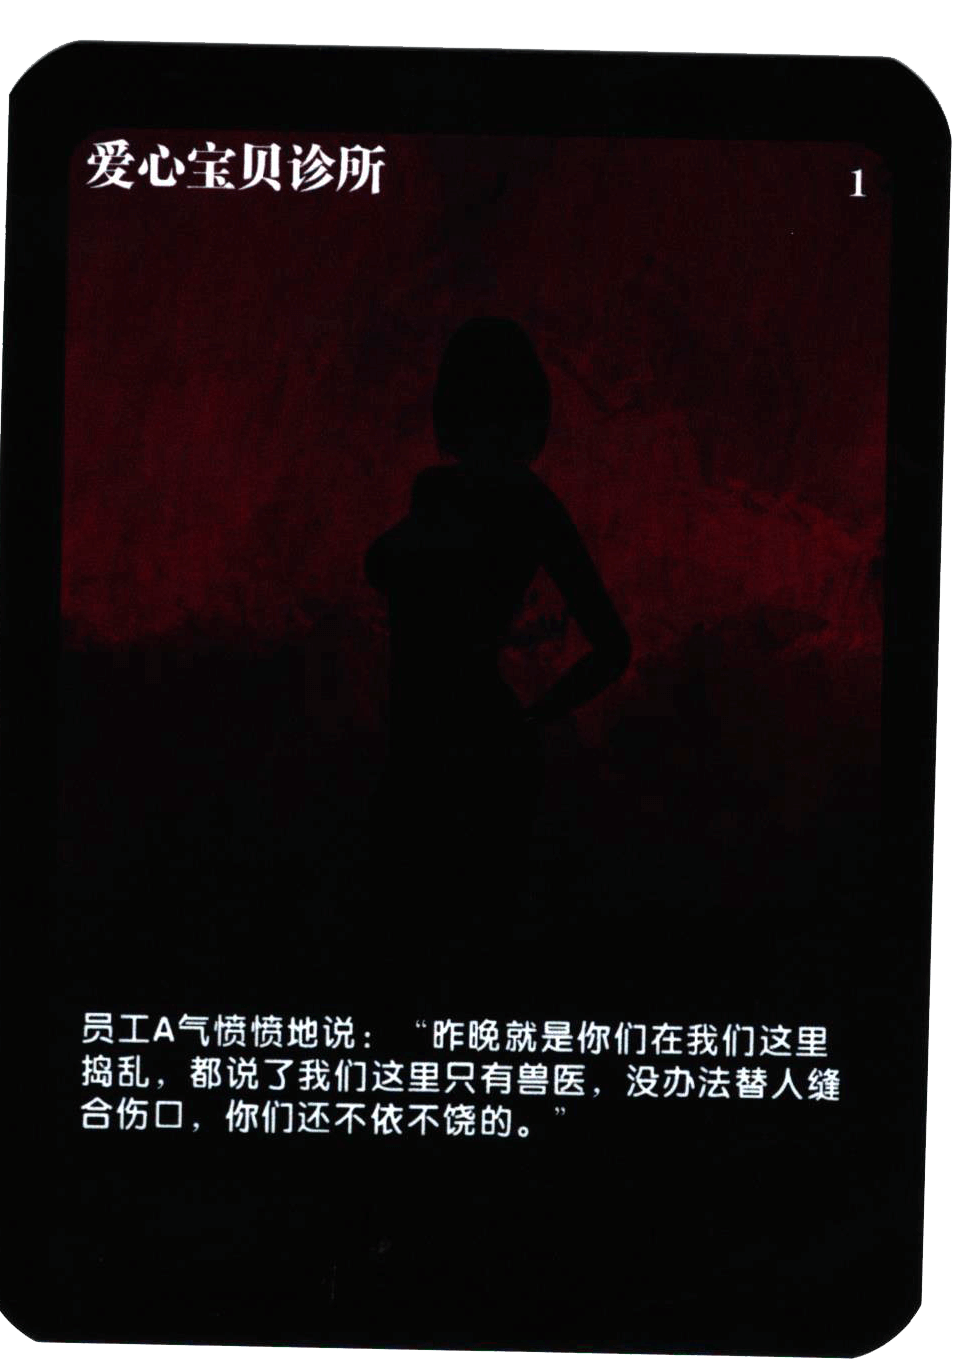 爱心宝贝诊所
1
员工A气愤愤地说： “昨晚就是你们在我们这里
捣乱，都说了我们这里只有兽医，没办法替人缝
合伤口，你们还不依不饶的。”